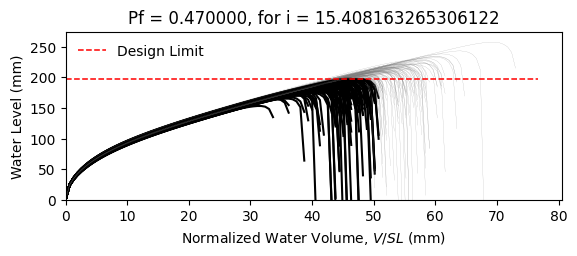 Pf = 0.470000, for i = 15.408163265306122
Design Limit
Water Level (mm)
250
200
150
100
50
0
0 10 20 30 40 50 60 70 80
Normalized Water Volume, V/SL (mm)